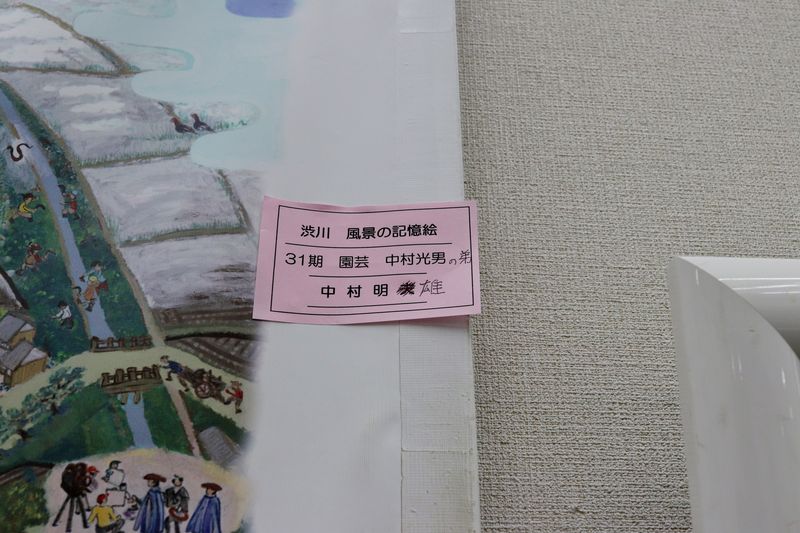 渋川 風景の記憶絵
31期 園芸 中村光男の弟
中村明雄